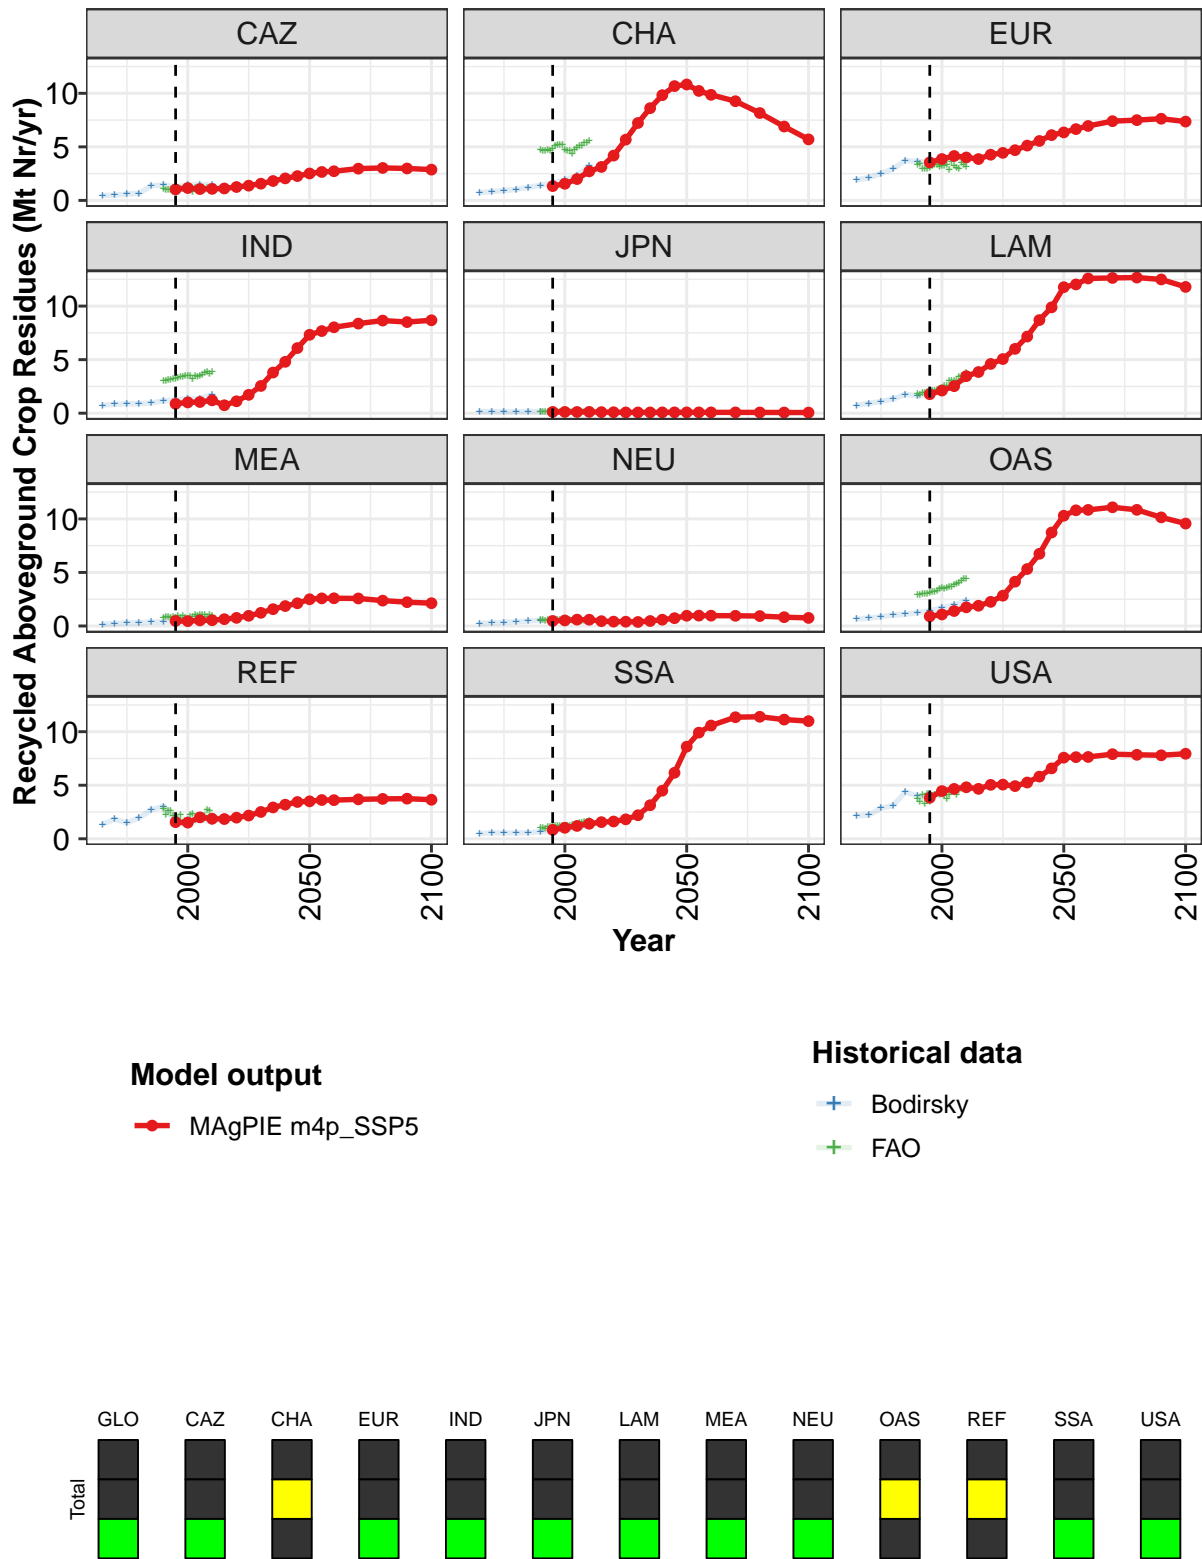 CAZ CHA EUR
10
5
0
IND JPN LAM
10
5
0
MEA NEU OAS
10
5
0
REF SSA USA
10
5
0
2000 2050 2100 2000 2050 2100 2000 2050 2100
Recycled Aboveground Crop Residues (Mt Nr/yr)
Year
Model output
MAgPIE m4p_SSP5
Historical data
Bodirsky
FAO
GLO CAZ CHA EUR IND JPN LAM MEA NEU OAS REF SSA USA
Total